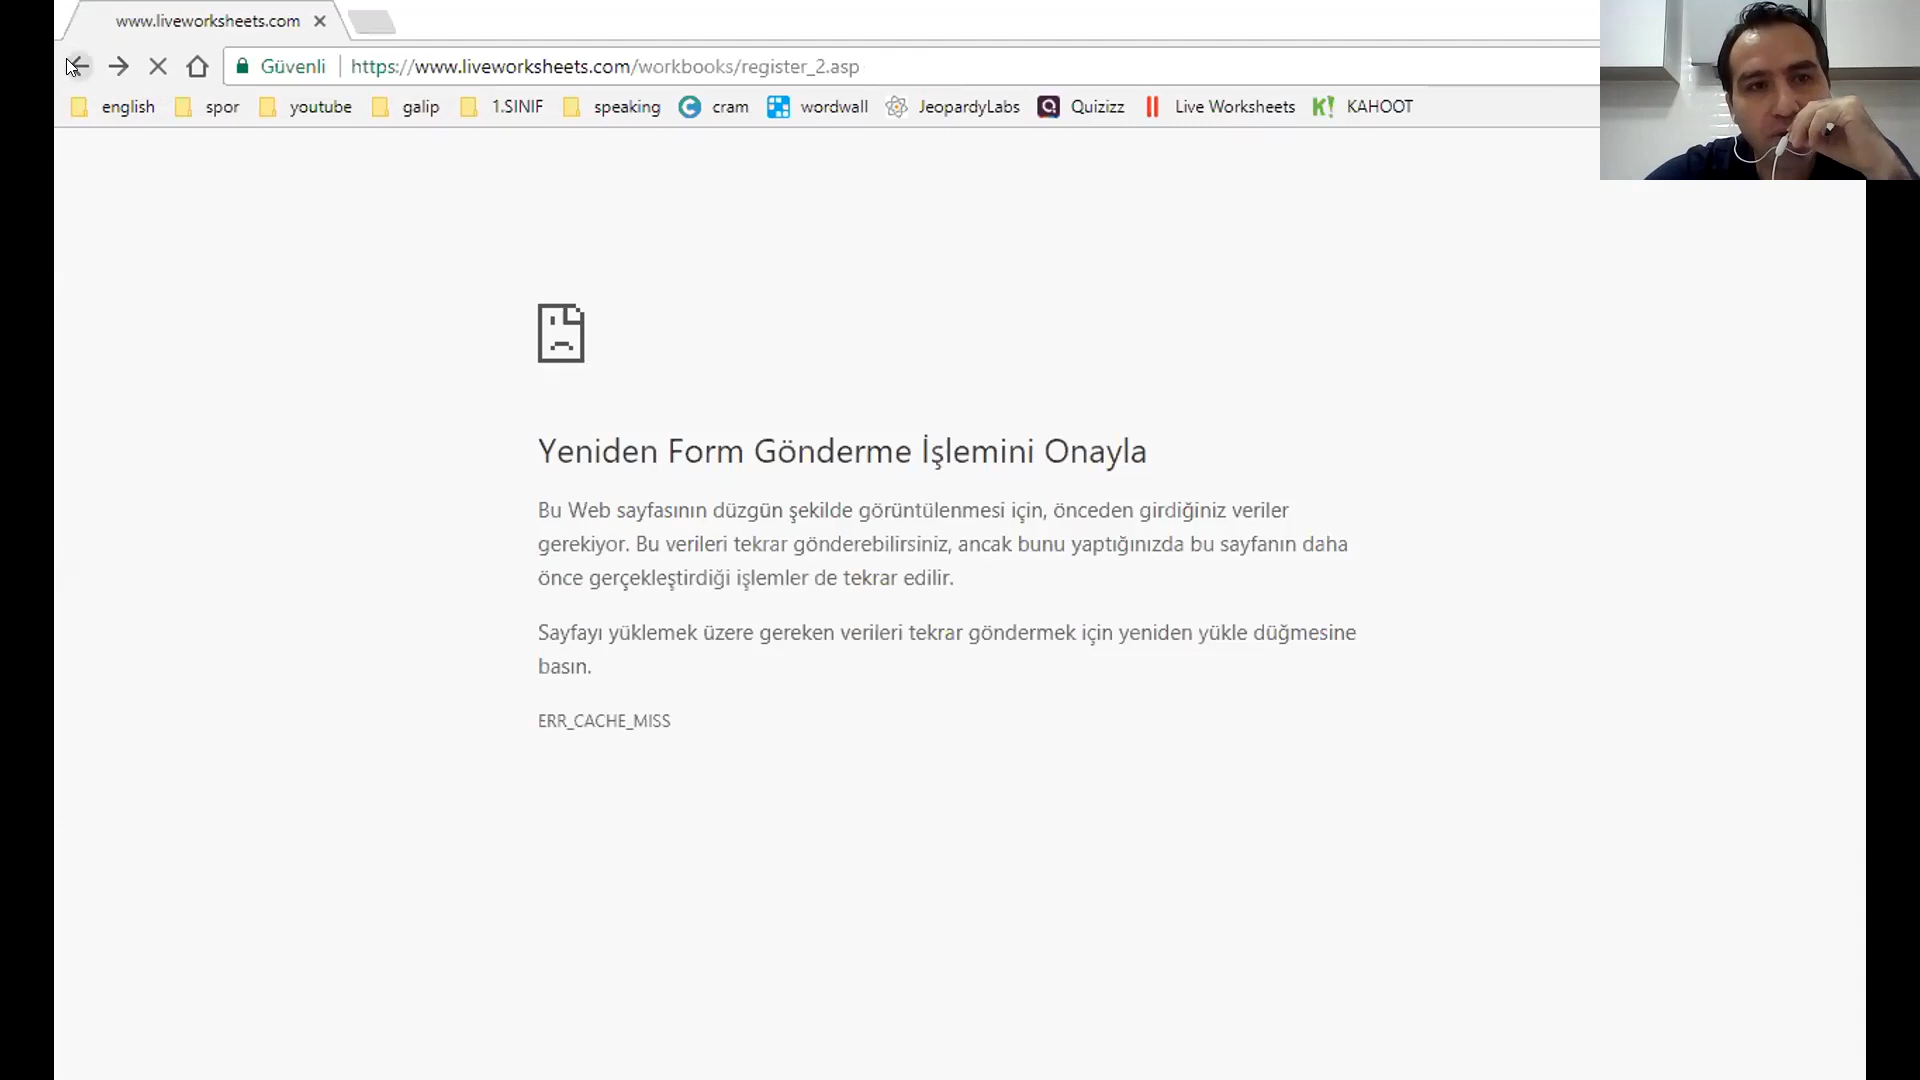 www.liveworksheets.com
Güvenli https://www.liveworksheets.com/workbooks/register_2.asp
english spor youtube galip 1.SINIF speaking cram wordwall JeopardyLabs Quizizz Live Worksheets KAHOOT
Yeniden Form Gönderme İşlemini Onayla
Bu Web sayfasının düzgün şekilde görüntülenmesi için, önceden girdiğiniz veriler
gerekiyor. Bu verileri tekrar gönderebilirsiniz, ancak bunu yaptığınızda bu sayfanın daha
önce gerçekleştirdiği işlemler de tekrar edilir.
Sayfayı yüklemek üzere gereken verileri tekrar göndermek için yeniden yükle düğmesine
basın.
ERR_CACHE_MISS